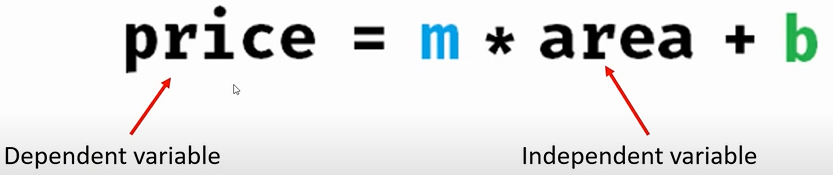 price = m * area + b
Dependent variable
Independent variable